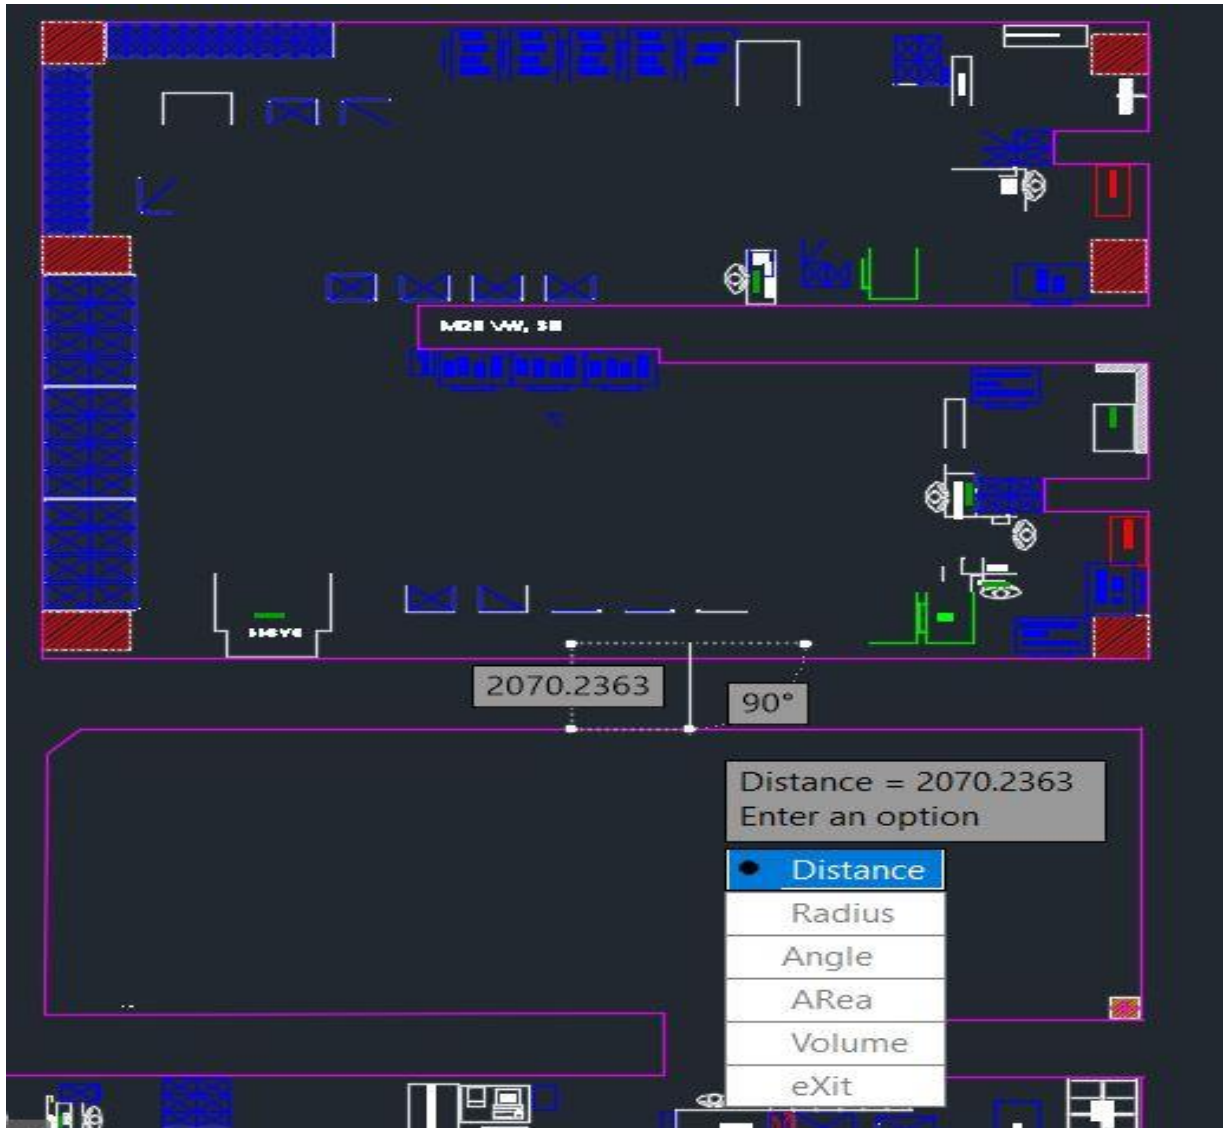 2070.2363
90°
Distance = 2070.2363
Enter an option
Distance
Radius
Angle
ARea
Volume
eXit